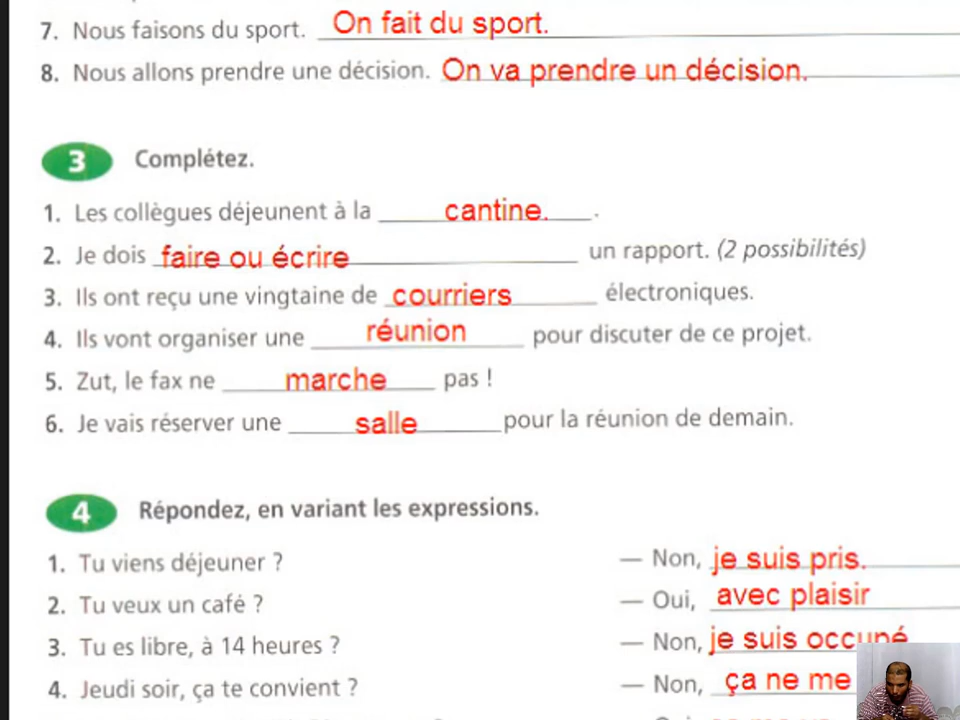 7. Nous faisons du sport. On fait du sport.
8. Nous allons prendre une décision. On va prendre un décision.
3 Complétez.
1. Les collègues déjeunent à la cantine. .
2. Je dois faire ou écrire un rapport. (2 possibilités)
3. Ils ont reçu une vingtaine de courriers électroniques.
4. Ils vont organiser une réunion pour discuter de ce projet.
5. Zut, le fax ne marche pas !
6. Je vais réserver une salle pour la réunion de demain.
4 Répondez, en variant les expressions.
1. Tu viens déjeuner ? — Non, je suis pris.
2. Tu veux un café ? — Oui, avec plaisir
3. Tu es libre, à 14 heures ? — Non, je suis occupé
4. Jeudi soir, ça te convient ? — Non, ça ne me